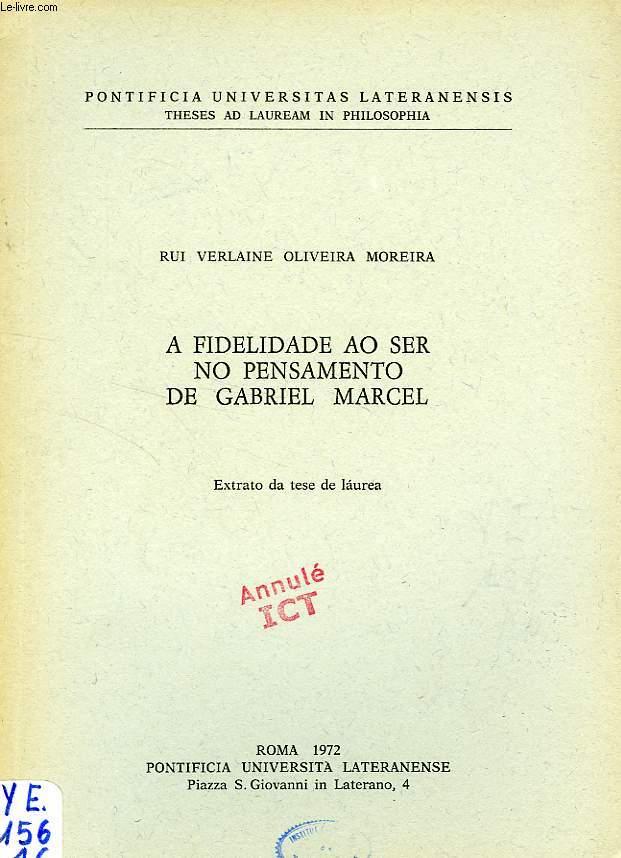 Le-livre.com
PONTIFICIA UNIVERSITAS LATERANENSIS
THESES AD LAUREAM IN PHILOSOPHIA
RUI VERLAINE OLIVEIRA MOREIRA
A FIDELIDADE AO SER
NO PENSAMENTO
DE GABRIEL MARCEL
Extrato da tese de láurea
Annulé
ICT
ROMA 1972
PONTIFICIA UNIVERSITÀ LATERANENSE
Piazza S. Giovanni in Laterano, 4
Y E.
156